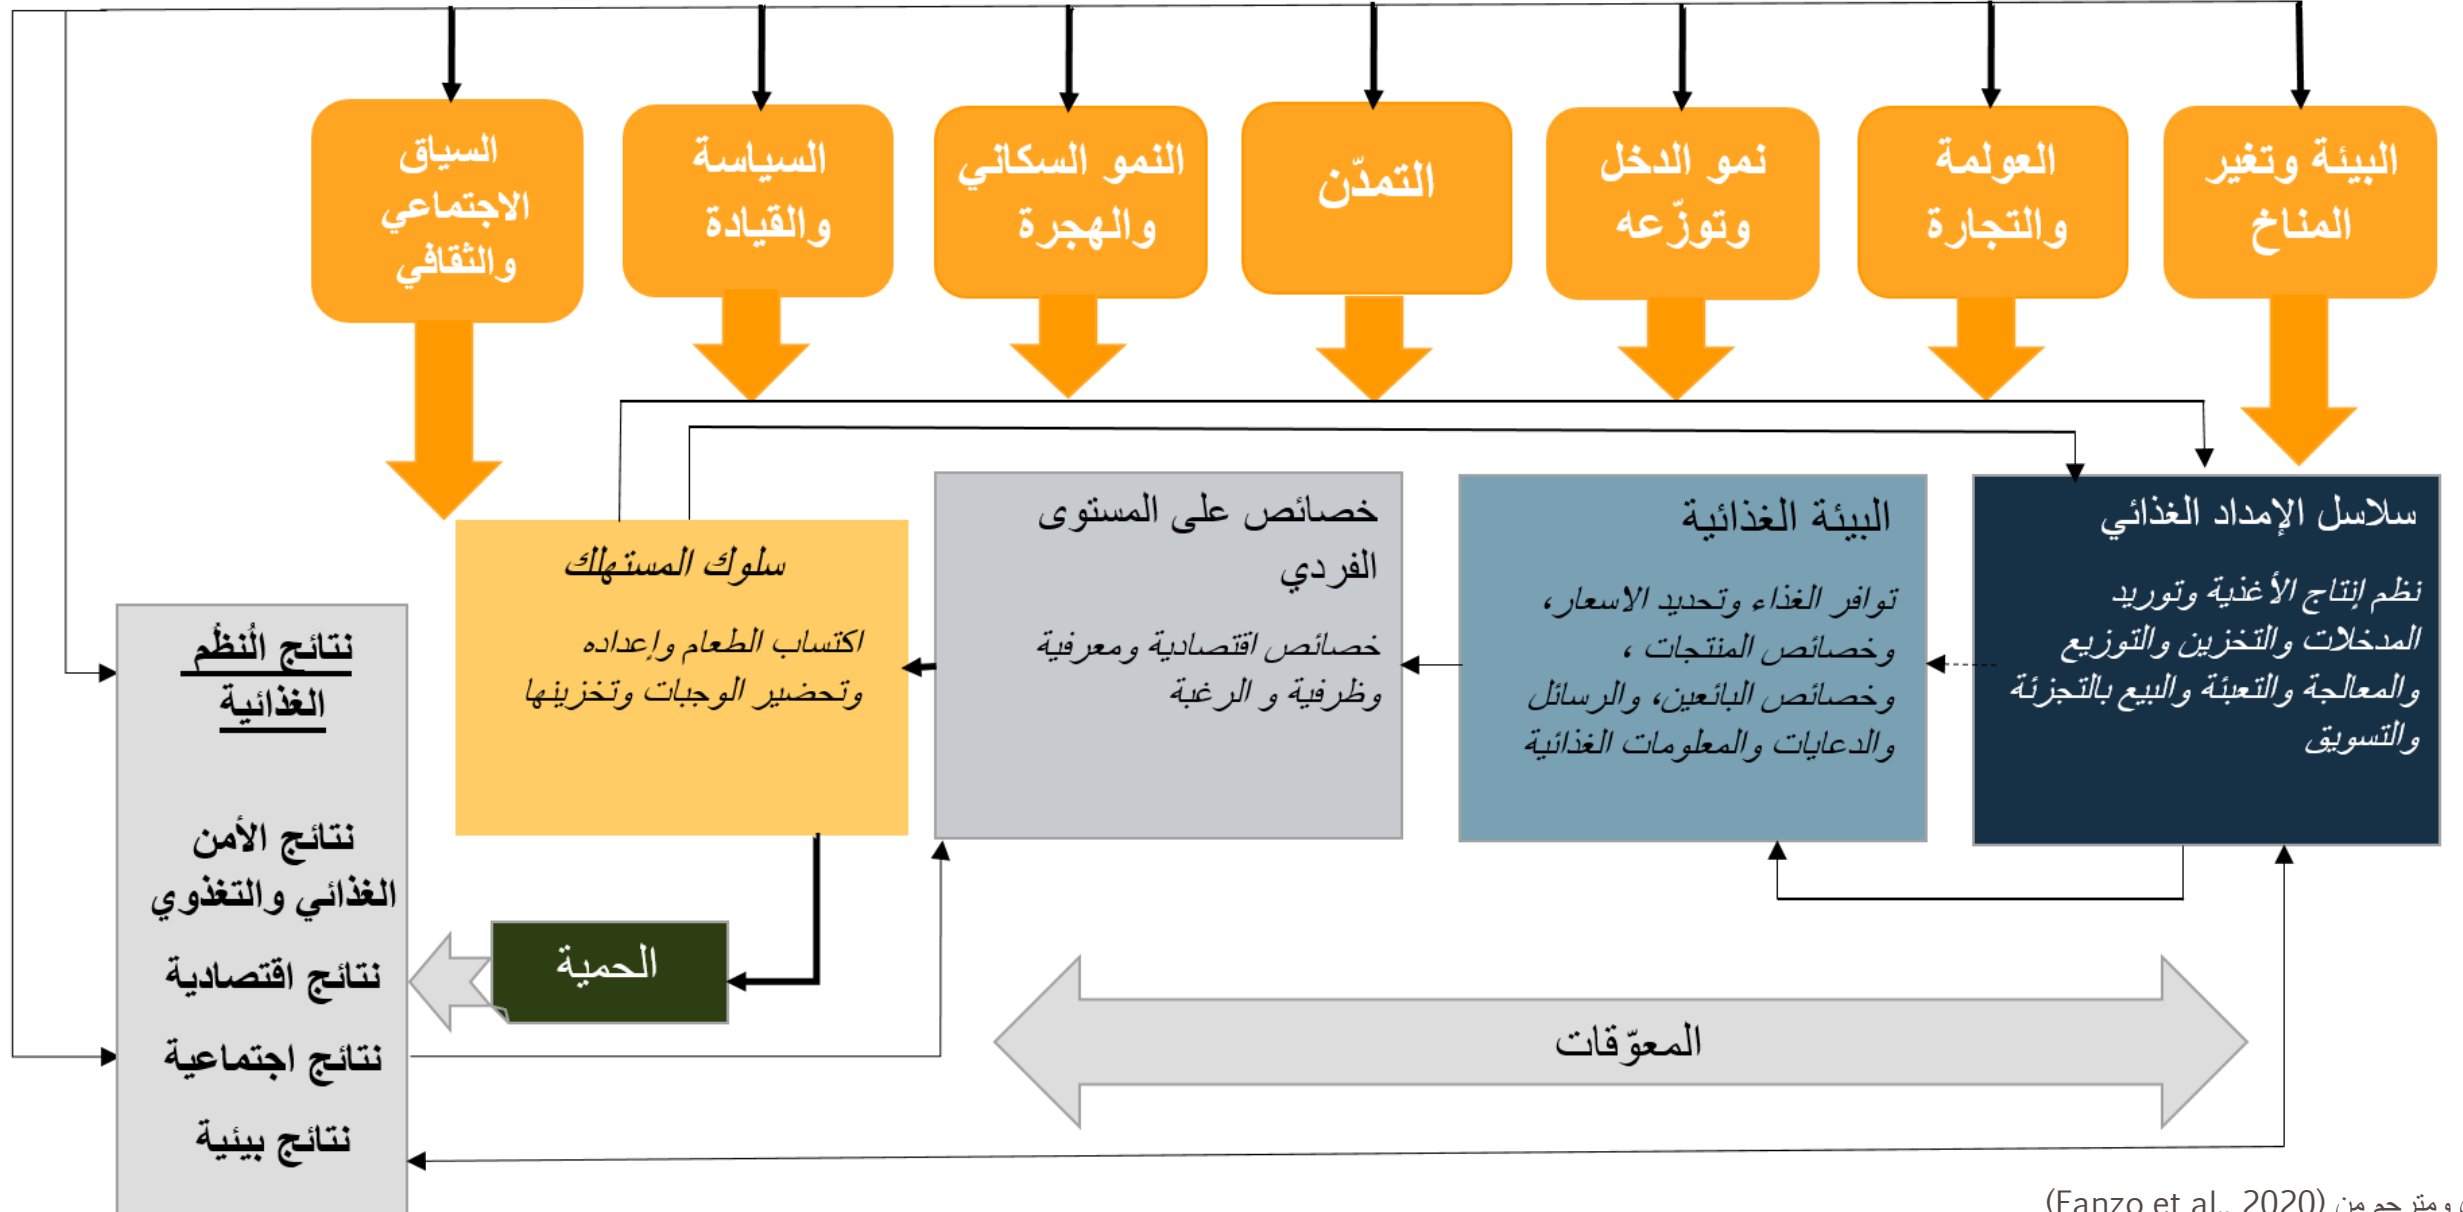 البيئة وتغير
المناخ
العولمة
والتجارة
نمو الدخل
وتوزّعه
التمدّن
النمو السكاني
والهجرة
السياسة
والقيادة
السياق
الاجتماعي
والثقافي
سلاسل الإمداد الغذائي
نظم إنتاج الأغذية وتوريد
المدخلات والتخزين والتوزيع
والمعالجة والتعبئة والبيع بالتجزئة
والتسويق
البيئة الغذائية
توافر الغذاء وتحديد الاسعار،
وخصائص المنتجات ،
وخصائص البائعين، والرسائل
والدعايات والمعلومات الغذائية
خصائص على المستوى
الفردي
خصائص اقتصادية ومعرفية
وظرفية و الرغبة
سلوك المستهلك
اكتساب الطعام وإعداده
وتحضير الوجبات وتخزينها
نتائج الُنظُم
الغذائية
نتائج الأمن
الغذائي والتغذوي
نتائج اقتصادية
نتائج اجتماعية
نتائج بيئية
الحمية
المعوّقات
ومترجم من (Fanzo et al., 2020)